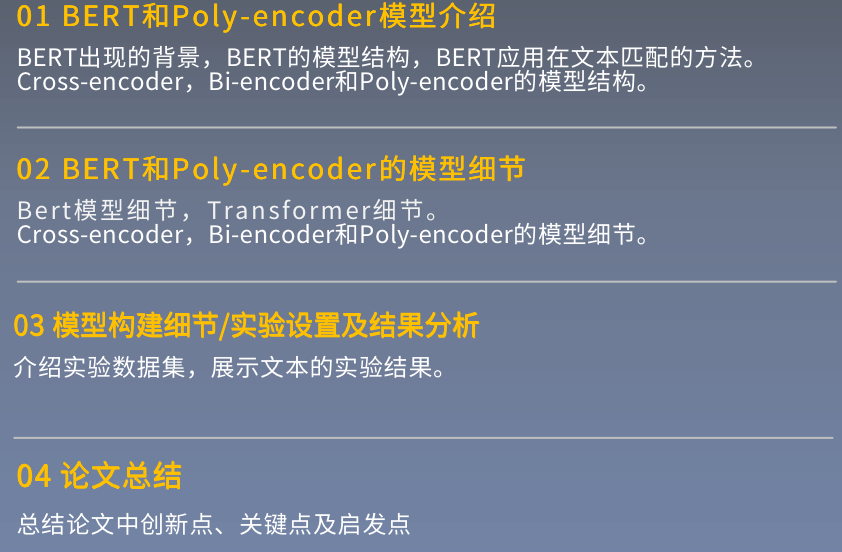 01 BERT和Poly-encoder模型介绍
BERT出现的背景，BERT的模型结构，BERT应用在文本匹配的方法。
Cross-encoder，Bi-encoder和Poly-encoder的模型结构。
02 BERT和Poly-encoder的模型细节
Bert模型细节，Transformer细节。
Cross-encoder，Bi-encoder和Poly-encoder的模型细节。
03 模型构建细节/实验设置及结果分析
介绍实验数据集，展示文本的实验结果。
04 论文总结
总结论文中创新点、关键点及启发点